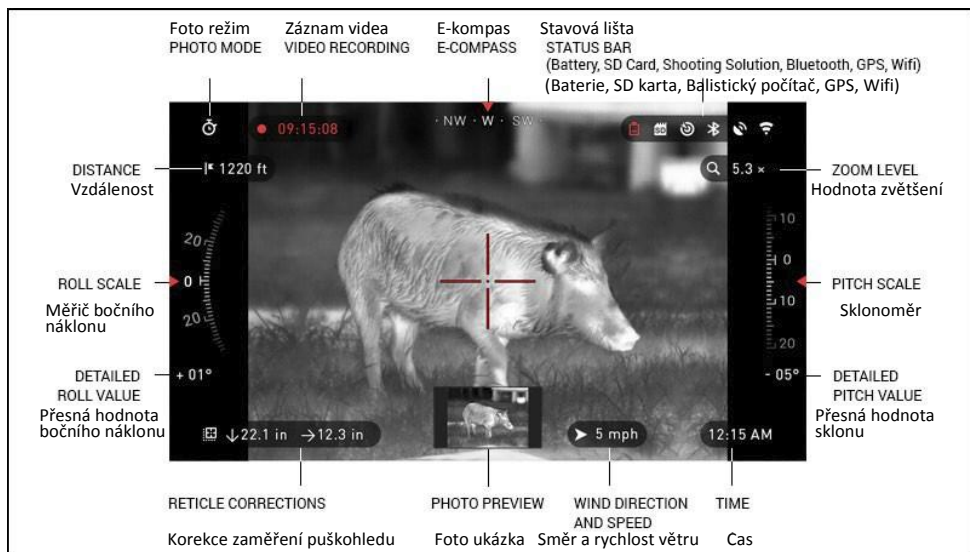 Foto režim
PHOTO MODE
Záznam videa
VIDEO RECORDING
E-kompas
E-COMPASS
Stavová lišta
STATUS BAR
(Battery, SD Card, Shooting Solution, Bluetooth, GPS, Wifi)
(Baterie, SD karta, Balistický počítač, GPS, Wifi)
09:15:08
· NW · W · SW ·
SD
DISTANCE
Vzdálenost
1220 ft
5.3 ×
ZOOM LEVEL
Hodnota zvětšení
20
0
20
10
0
10
20
ROLL SCALE
Měřič bočního
náklonu
PITCH SCALE
Sklonoměr
DETAILED
ROLL VALUE
Přesná hodnota
bočního náklonu
+ 01°
- 05°
DETAILED
PITCH VALUE
Přesná hodnota
sklonu
↓22.1 in →12.3 in
5 mph
12:15 AM
RETICLE CORRECTIONS
Korekce zaměření puškohledu
PHOTO PREVIEW
Foto ukázka
WIND DIRECTION
AND SPEED
Směr a rychlost větru
TIME
Cas